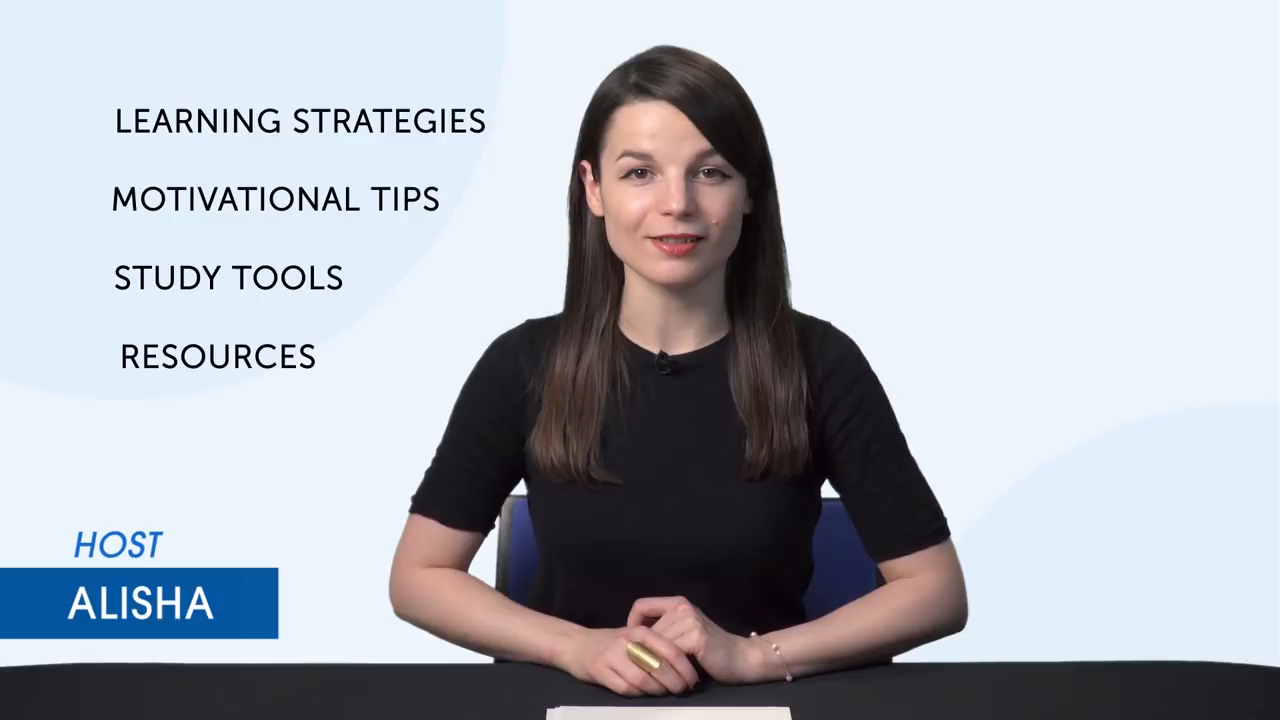 LEARNING STRATEGIES
MOTIVATIONAL TIPS
STUDY TOOLS
RESOURCES
HOST
ALISHA